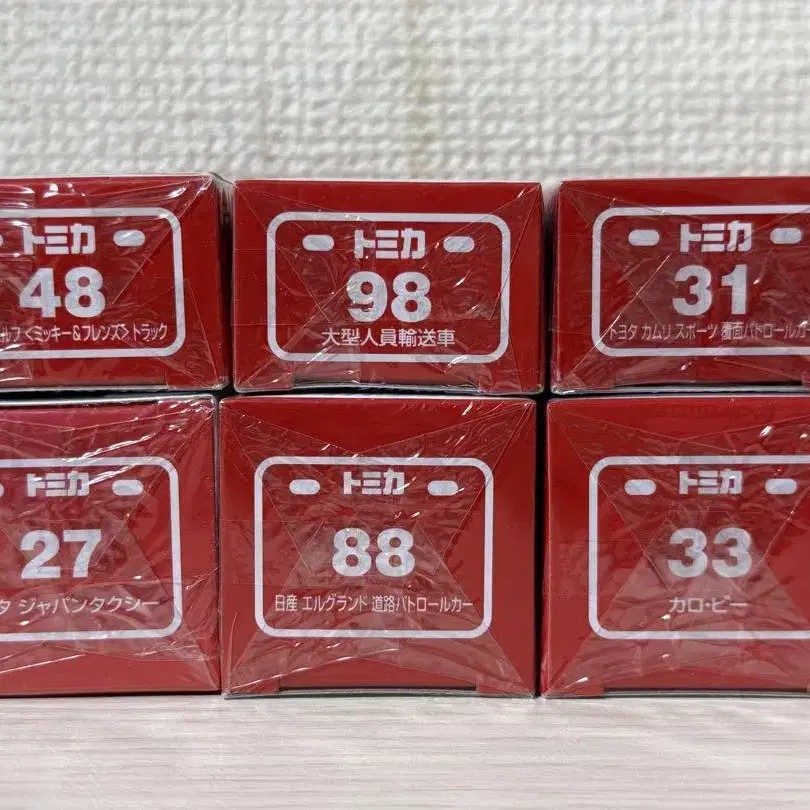 トミカ
48
ルフ<ミッキー&フレンズ>トラック
トミカ
98
大型人員輸送車
トミカ
31
トヨタ カムリ スポーツ 覆面パトロールカ
トミカ
27
タ ジャパンタクシー
トミカ
88
日産 エルグランド 道路パトロールカー
トミカ
33
カロ・ビー